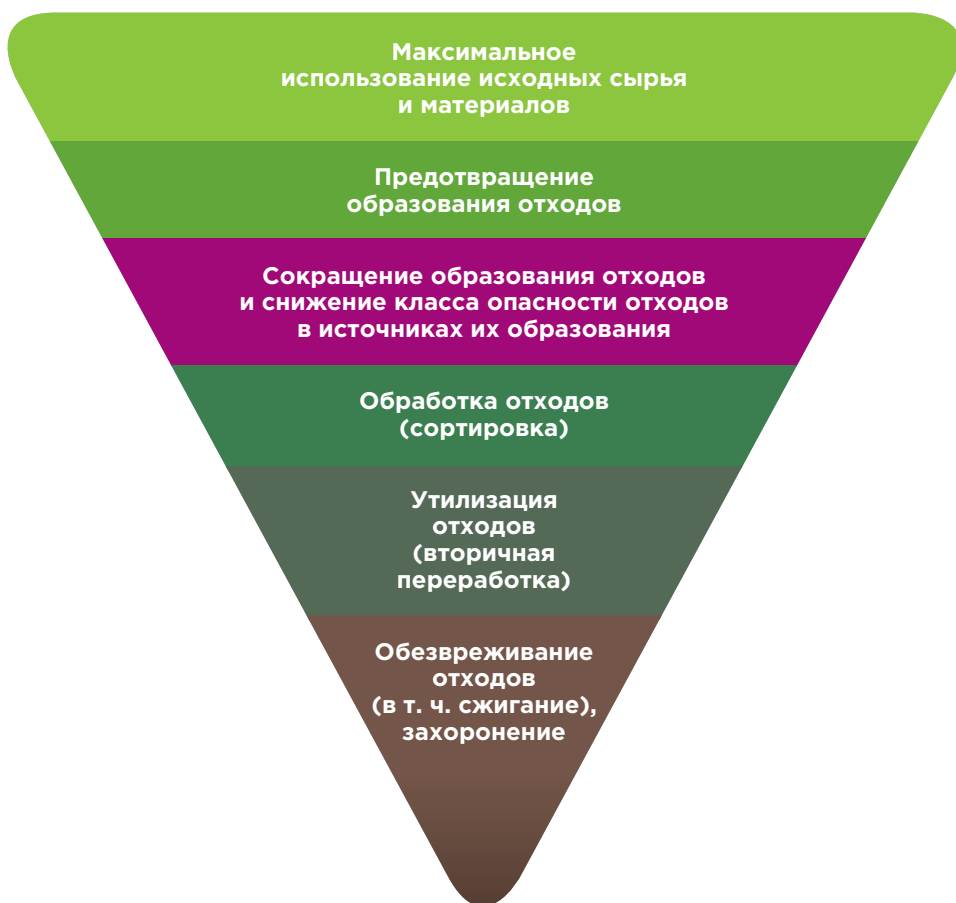 Максимальное
использование исходных сырья
и материалов
Предотвращение
образования отходов
Сокращение образования отходов
и снижение класса опасности отходов
в источниках их образования
Обработка отходов
(сортировка)
Утилизация
отходов
(вторичная
переработка)
Обезвреживание
отходов
(в т. ч. сжигание),
захоронение